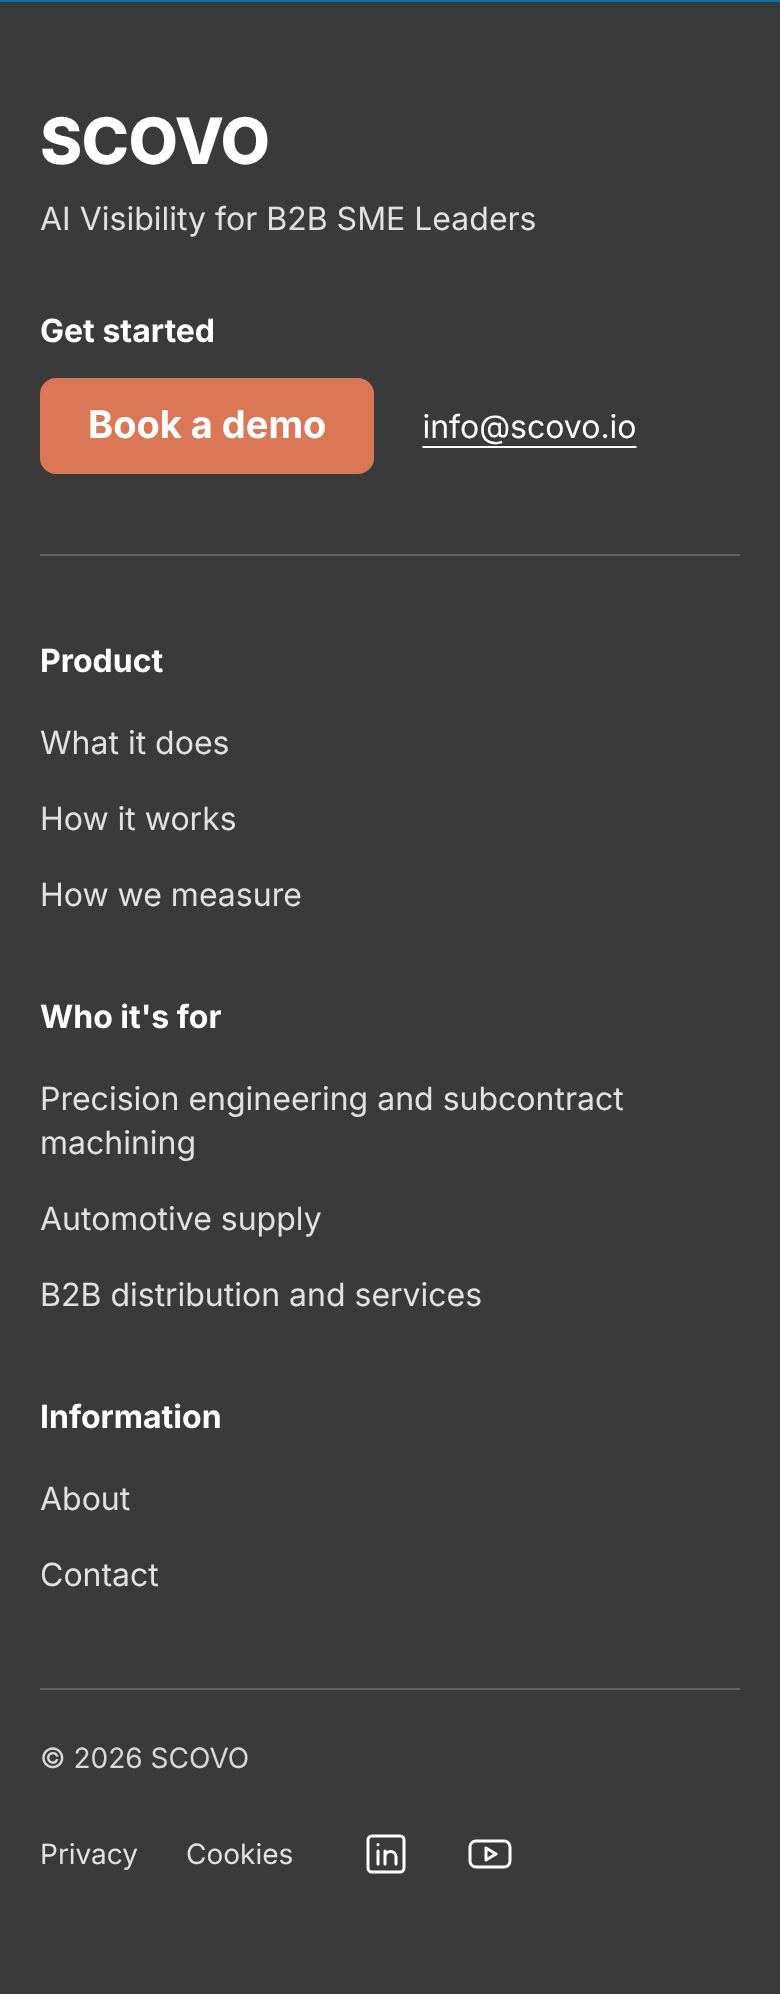 SCOVO
AI Visibility for B2B SME Leaders
Get started
Book a demo
info@scovo.io
Product
What it does
How it works
How we measure
Who it's for
Precision engineering and subcontract
machining
Automotive supply
B2B distribution and services
Information
About
Contact
© 2026 SCOVO
Privacy Cookies in